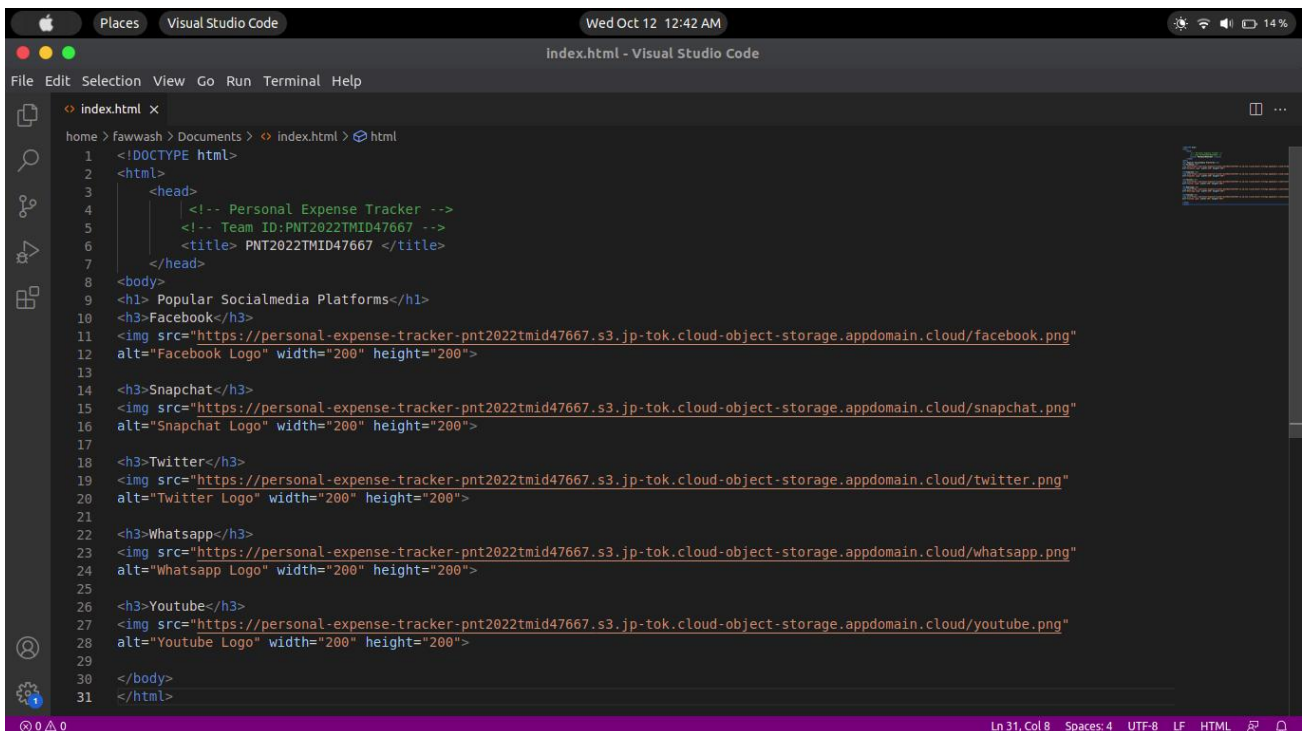 Places Visual Studio Code Wed Oct 12 12:42 AM 14 %
index.html - Visual Studio Code
File Edit Selection View Go Run Terminal Help
<> index.html ×
home > fawwash > Documents > <> index.html > html
1 <!DOCTYPE html>
2 <html>
3 <head>
4 <!-- Personal Expense Tracker -->
5 <!-- Team ID:PNT2022TMID47667 -->
6 <title> PNT2022TMID47667 </title>
7 </head>
8 <body>
9 <h1> Popular Socialmedia Platforms</h1>
10 <h3>Facebook</h3>
11 <img src="https://personal-expense-tracker-pnt2022tmid47667.s3.jp-tok.cloud-object-storage.appdomain.cloud/facebook.png"
12 alt="Facebook Logo" width="200" height="200">
13
14 <h3>Snapchat</h3>
15 <img src="https://personal-expense-tracker-pnt2022tmid47667.s3.jp-tok.cloud-object-storage.appdomain.cloud/snapchat.png"
16 alt="Snapchat Logo" width="200" height="200">
17
18 <h3>Twitter</h3>
19 <img src="https://personal-expense-tracker-pnt2022tmid47667.s3.jp-tok.cloud-object-storage.appdomain.cloud/twitter.png"
20 alt="Twitter Logo" width="200" height="200">
21
22 <h3>Whatsapp</h3>
23 <img src="https://personal-expense-tracker-pnt2022tmid47667.s3.jp-tok.cloud-object-storage.appdomain.cloud/whatsapp.png"
24 alt="Whatsapp Logo" width="200" height="200">
25
26 <h3>Youtube</h3>
27 <img src="https://personal-expense-tracker-pnt2022tmid47667.s3.jp-tok.cloud-object-storage.appdomain.cloud/youtube.png"
28 alt="Youtube Logo" width="200" height="200">
29
30 </body>
31 </html>
1
0 0 Ln 31, Col 8 Spaces: 4 UTF-8 LF HTML